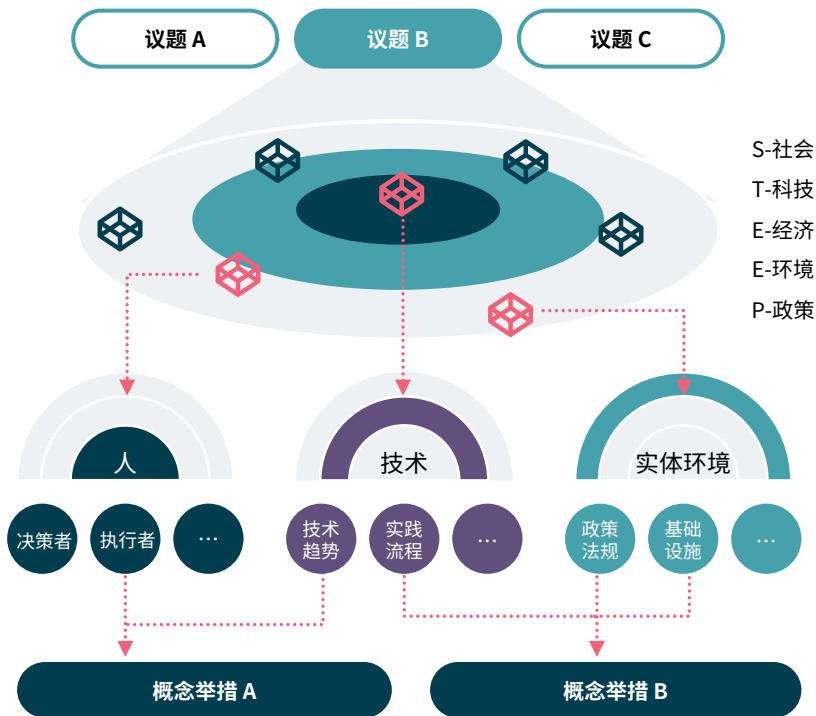 议题 A
议题 B
议题 C
S-社会
T-科技
E-经济
E-环境
P-政策
人
技术
实体环境
决策者
执行者
…
技术
趋势
实践
流程
…
政策
法规
基础
设施
…
概念举措 A
概念举措 B